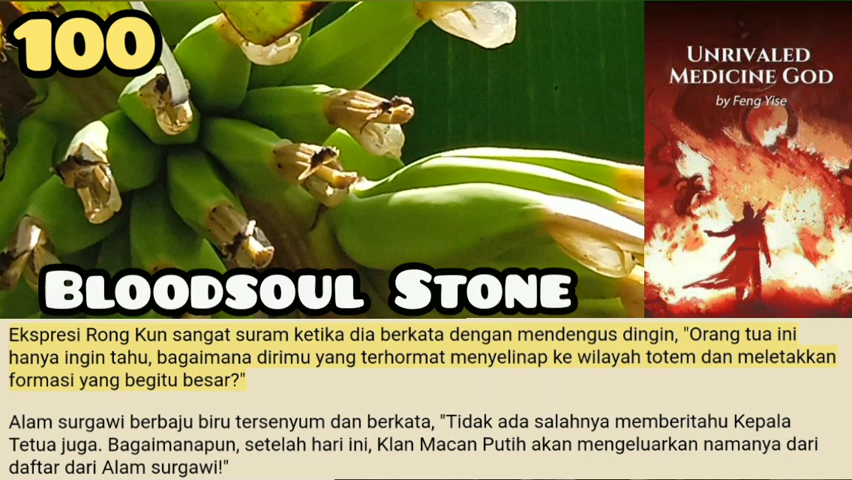 100
UNRIVALED
MEDICINE GOD
by Feng Yise
BLOODSOUL STONE
Ekspresi Rong Kun sangat suram ketika dia berkata dengan mendengus dingin, "Orang tua ini
hanya ingin tahu, bagaimana dirimu yang terhormat menyelinap ke wilayah totem dan meletakkan
formasi yang begitu besar?"
Alam surgawi berbaju biru tersenyum dan berkata, "Tidak ada salahnya memberitahu Kepala
Tetua juga. Bagaimanapun, setelah hari ini, Klan Macan Putih akan mengeluarkan namanya dari
daftar dari Alam surgawi!"